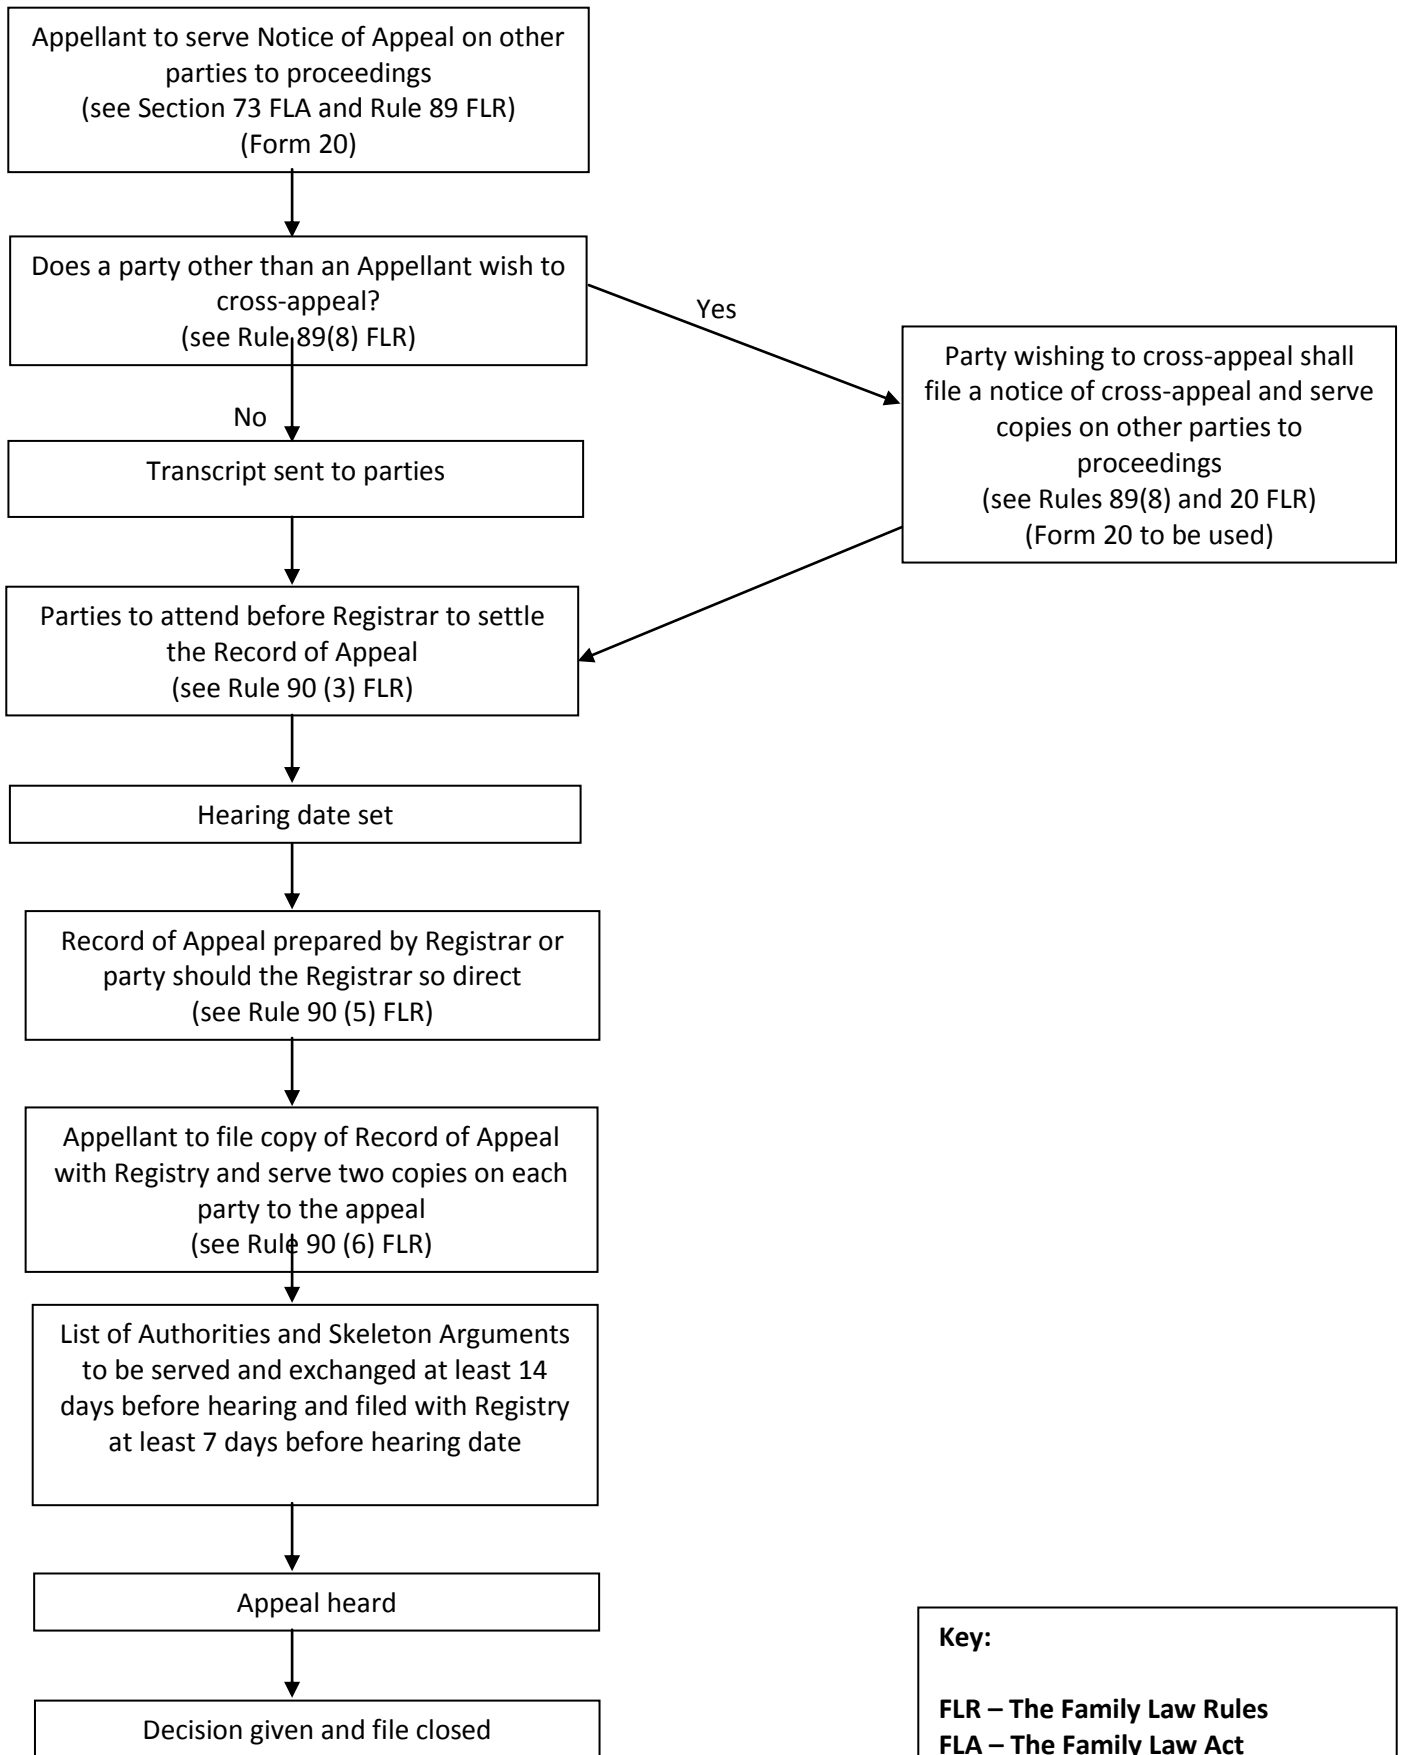 Appellant to serve Notice of Appeal on other
parties to proceedings
(see Section 73 FLA and Rule 89 FLR)
(Form 20)
Does a party other than an Appellant wish to
cross-appeal?
(see Rule 89(8) FLR)
Yes
Party wishing to cross-appeal shall
file a notice of cross-appeal and serve
copies on other parties to
proceedings
(see Rules 89(8) and 20 FLR)
(Form 20 to be used)
No
Transcript sent to parties
Parties to attend before Registrar to settle
the Record of Appeal
(see Rule 90 (3) FLR)
Hearing date set
Record of Appeal prepared by Registrar or
party should the Registrar so direct
(see Rule 90 (5) FLR)
Appellant to file copy of Record of Appeal
with Registry and serve two copies on each
party to the appeal
(see Rule 90 (6) FLR)
List of Authorities and Skeleton Arguments
to be served and exchanged at least 14
days before hearing and filed with Registry
at least 7 days before hearing date
Appeal heard
Decision given and file closed
Key:
FLR – The Family Law Rules
FLA – The Family Law Act